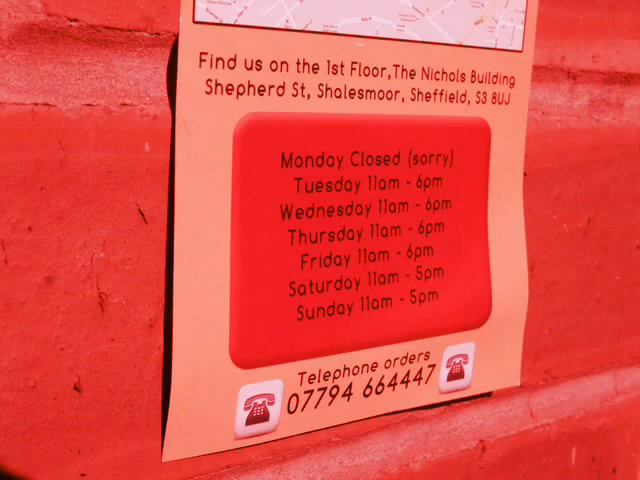 Find us on the 1st Floor, The Nichols Building
Shepherd St, Shalesmoor, Sheffield, S3 8UJ
Monday Closed (sorry)
Tuesday 11am - 6pm
Wednesday 11am - 6pm
Thursday 11am - 6pm
Friday 11am - 6pm
Saturday 11am - 5pm
Sunday 11am - 5pm
Telephone orders
07794 664447